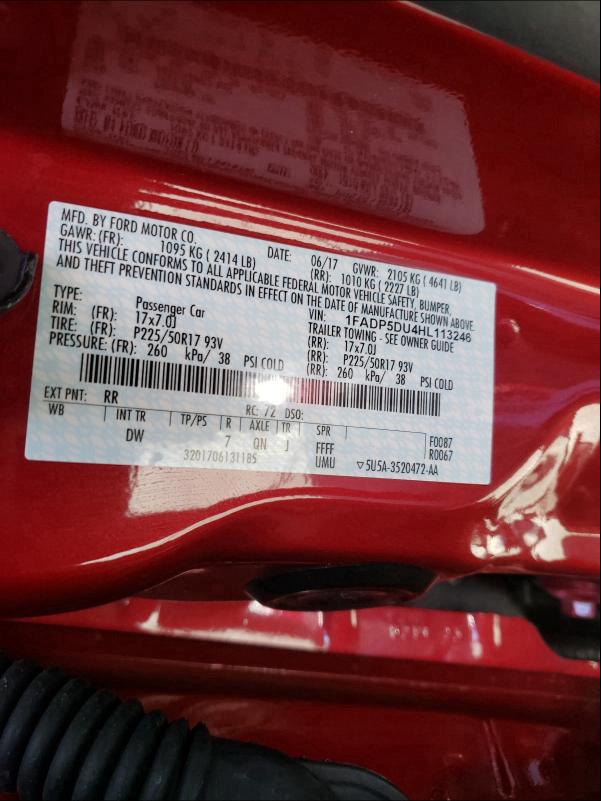 MFD. BY FORD MOTOR CO.
DATE: 06/17 GVWR: 2105 KG ( 4641 LB)
GAWR: (FR): 1095 KG ( 2414 LB) (RR): 1010 KG ( 2227 LB)
THIS VEHICLE CONFORMS TO ALL APPLICABLE FEDERAL MOTOR VEHICLE SAFETY, BUMPER,
AND THEFT PREVENTION STANDARDS IN EFFECT ON THE DATE OF MANUFACTURE SHOWN ABOVE.
VIN: 1FADP5DU4HL113246
TYPE: Passenger Car TRAILER TOWING - SEE OWNER GUIDE
RIM: (FR): 17x7.0J (RR): 17x7.0J
TIRE: (FR): P225/50R17 93V (RR): P225/50R17 93V
PRESSURE: (FR): 260 kPa/ 38 PSI COLD (RR): 260 kPa/ 38 PSI COLD
EXT PNT: RR RC: 72 DSO:
WB INT TR TP/PS R AXLE TR SPR
DW 7 QN J FFFF F0087
UMU R0067
3201706131185 ▽5U5A-3520472-AA